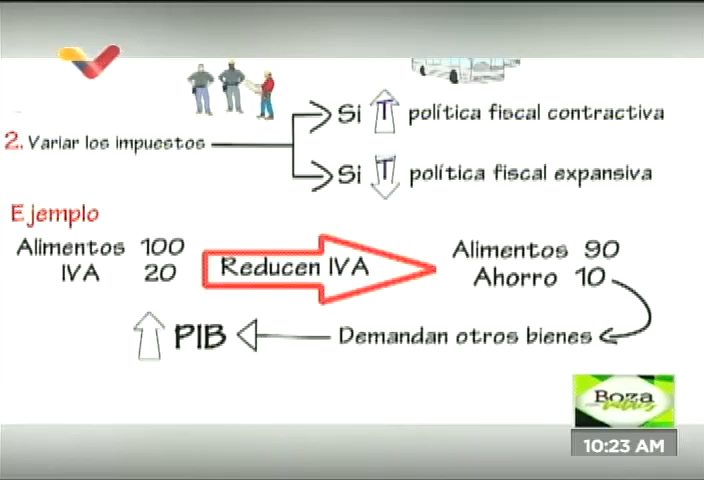 Si T política fiscal contractiva
2. Variar los impuestos
Si T política fiscal expansiva
Ejemplo
Alimentos 100
IVA 20
Reducen IVA
Alimentos 90
Ahorro 10
PIB
Demandan otros bienes
Boza
10:23 AM